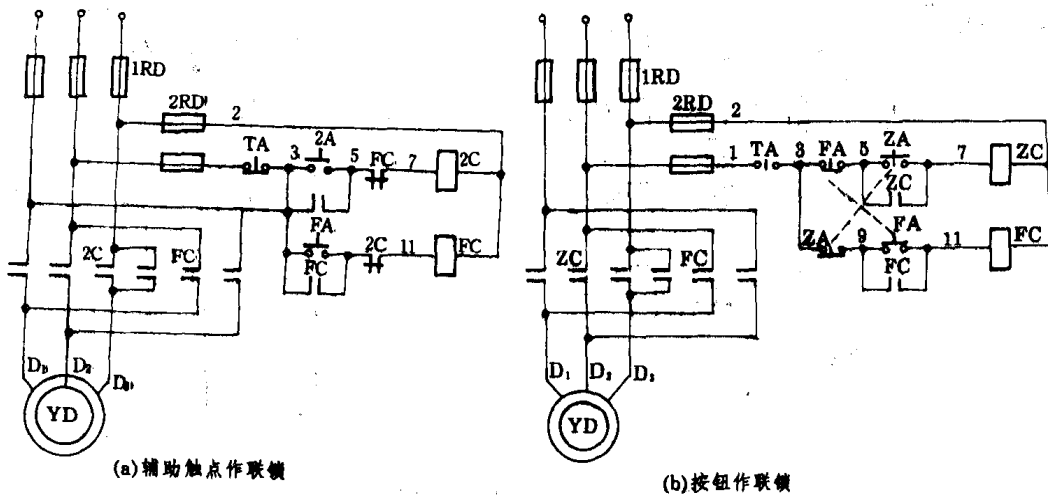 1RD
2RD
2
TA
3
2A
5
FC
7
2C
FA
FC
2C
11
FC
2C
FC
D₁
D₂
D₃
YD
(a)辅助触点作联锁
1RD
2RD
2
1
TA
3
FA
5
ZA
7
ZC
ZC
FA
ZA
9
11
FC
FC
ZC
FC
D₁
D₂
D₃
YD
(b)按钮作联锁